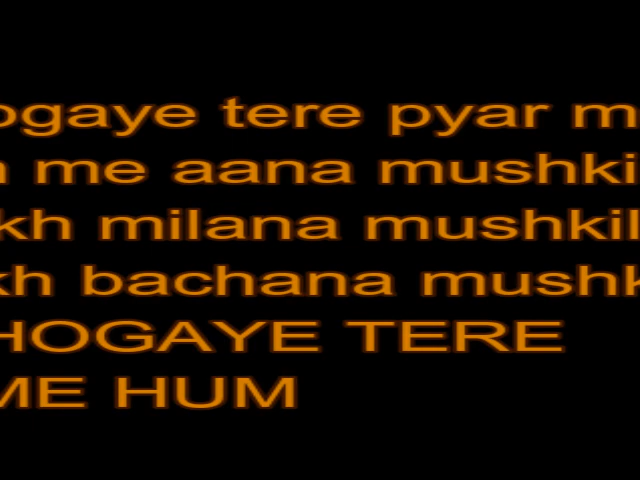 ogaye tere pyar m
me aana mushki
kh milana mushkil
kh bachana mushk
HOGAYE TERE
ME HUM